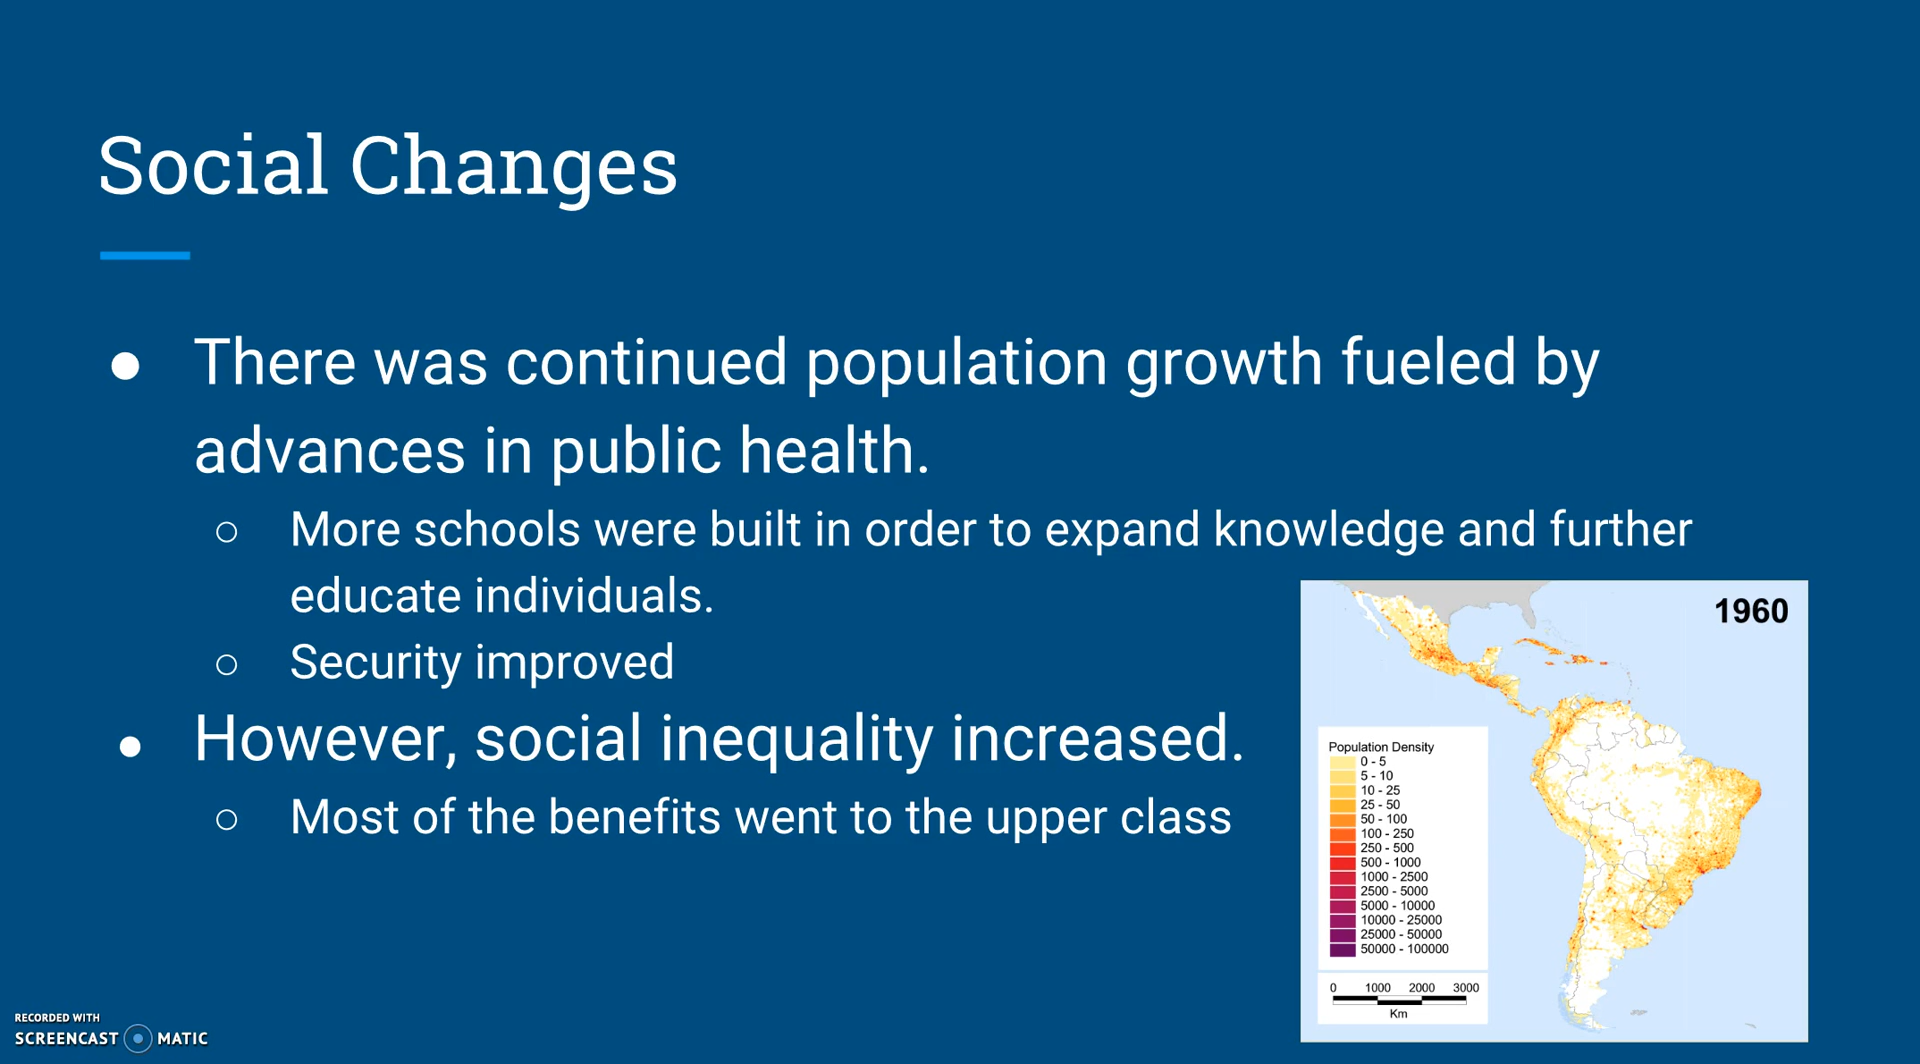 Social Changes
● There was continued population growth fueled by
advances in public health.
○ More schools were built in order to expand knowledge and further
educate individuals.
○ Security improved
● However, social inequality increased.
○ Most of the benefits went to the upper class
1960
Population Density
0 - 5
5 - 10
10 - 25
25 - 50
50 - 100
100 - 250
250 - 500
500 - 1000
1000 - 2500
2500 - 5000
5000 - 10000
10000 - 25000
25000 - 50000
50000 - 100000
0 1000 2000 3000
Km
RECORDED WITH
SCREENCAST MATIC